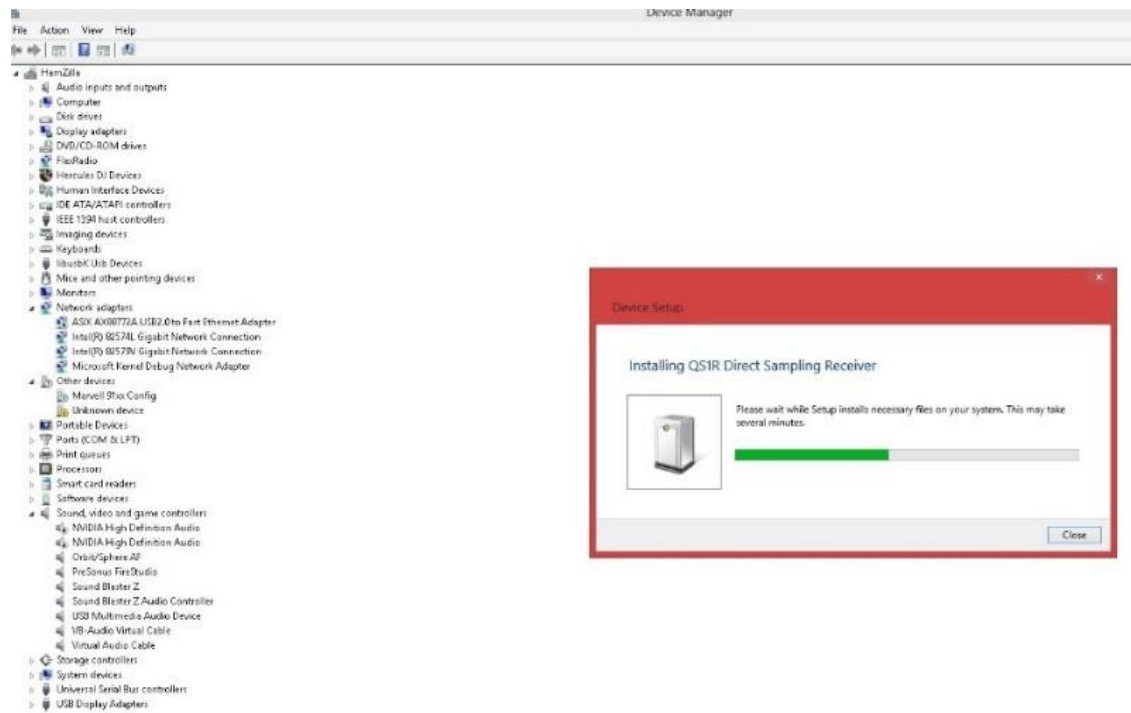 Device Manager
File Action View Help
HamZilla
Audio inputs and outputs
Computer
Disk drives
Display adapters
DVD/CD-ROM drives
FlexRadio
Hercules DJ Devices
Human Interface Devices
IDE ATA/ATAPI controllers
IEEE 1394 host controllers
Imaging devices
Keyboards
libusbK Usb Devices
Mice and other pointing devices
Monitors
Network adapters
ASIX AX88772A USB2.0 to Fast Ethernet Adapter
Intel(R) 82574L Gigabit Network Connection
Intel(R) 82579V Gigabit Network Connection
Microsoft Kernel Debug Network Adapter
Other devices
Marvell 91xx Config
Unknown device
Portable Devices
Ports (COM & LPT)
Print queues
Processors
Smart card readers
Software devices
Sound, video and game controllers
NVIDIA High Definition Audio
NVIDIA High Definition Audio
Orbit/Sphere AF
PreSonus FireStudio
Sound Blaster Z
Sound Blaster Z Audio Controller
USB Multimedia Audio Device
VB-Audio Virtual Cable
Virtual Audio Cable
Storage controllers
System devices
Universal Serial Bus controllers
USB Display Adapters
Device Setup
Installing QS1R Direct Sampling Receiver
Please wait while Setup installs necessary files on your system. This may take
several minutes.
Close